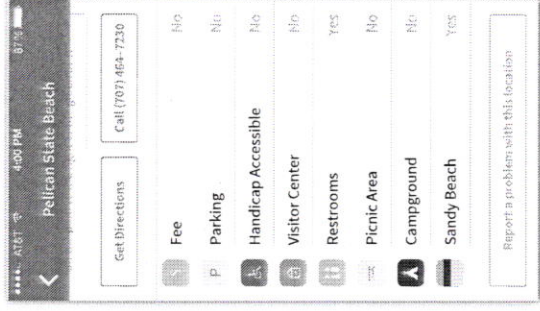 AT&T 4:00 PM 87%
Pelican State Beach
Get Directions Call (707) 464-7230
Fee No
P Parking No
Handicap Accessible No
Visitor Center No
Restrooms Yes
Picnic Area No
Campground No
Sandy Beach Yes
Report a problem with this location